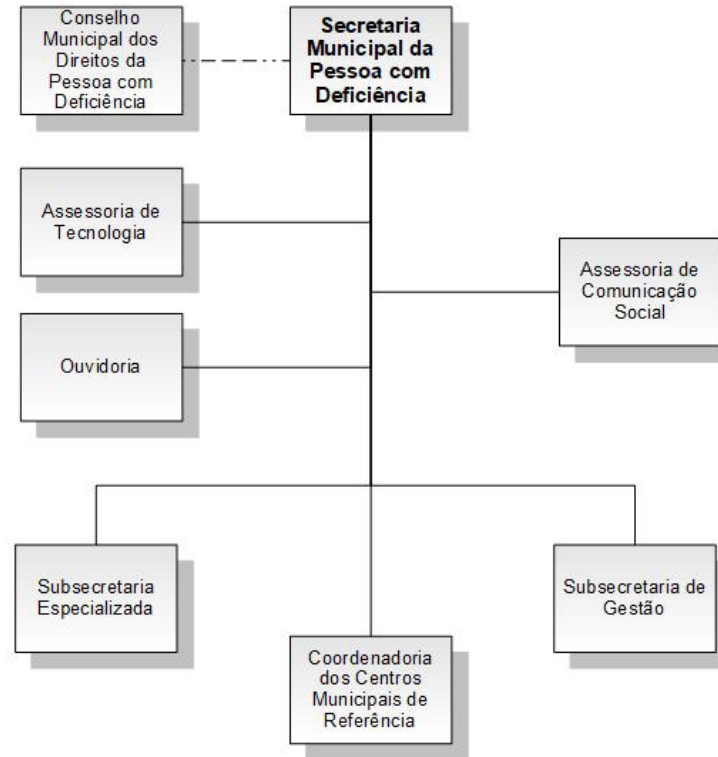 Conselho
Municipal dos
Direitos da
Pessoa com
Deficiência
Secretaria
Municipal da
Pessoa com
Deficiência
Assessoria de
Tecnologia
Assessoria de
Comunicação
Social
Ouvidoria
Subsecretaria
Especializada
Coordenadoria
dos Centros
Municipais de
Referência
Subsecretaria de
Gestão